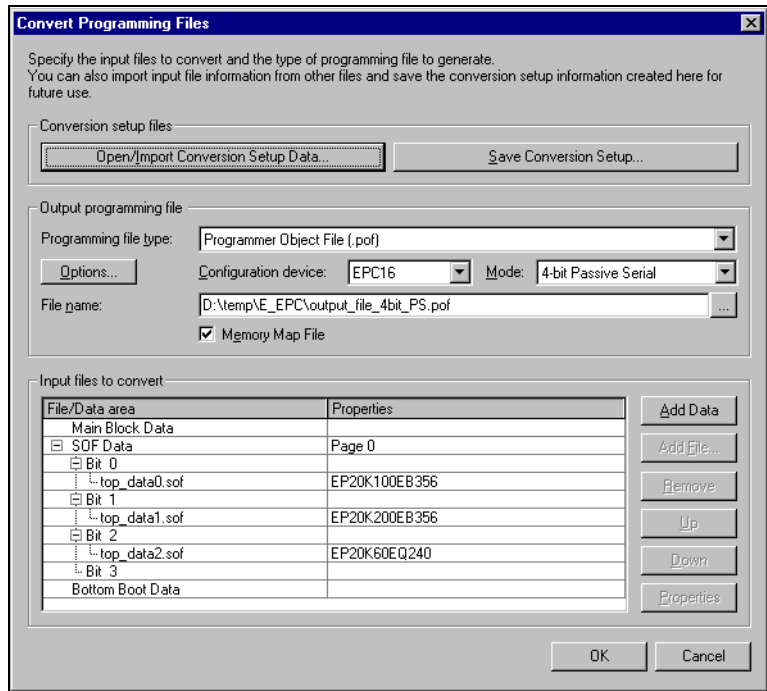 Convert Programming Files
Specify the input files to convert and the type of programming file to generate.
You can also import input file information from other files and save the conversion setup information created here for
future use.
Conversion setup files
Open/Import Conversion Setup Data... Save Conversion Setup...
Output programming file
Programming file type: Programmer Object File (.pof)
Options... Configuration device: EPC16 Mode: 4-bit Passive Serial
File name: D:\temp\E_EPC\output_file_4bit_PS.pof ...
Memory Map File
Input files to convert
File/Data area Properties Add Data
Main Block Data
SOF Data Page 0 Add File...
Bit 0
top_data0.sof EP20K100EB356 Remove
Bit 1
top_data1.sof EP20K200EB356 Up
Bit 2
top_data2.sof EP20K60EQ240 Down
Bit 3
Bottom Boot Data Properties
OK Cancel